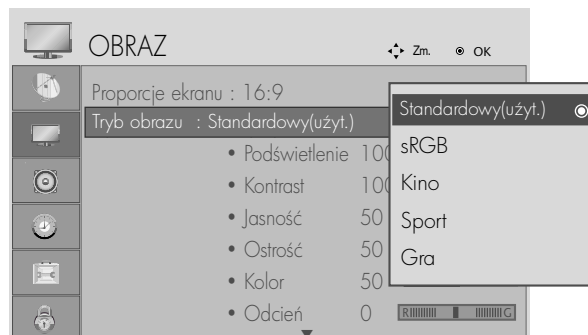 OBRAZ
Zm. OK
Proporcje ekranu : 16:9
Tryb obrazu : Standardowy(użyt.)
• Podświetlenie 100
• Kontrast 100
• Jasność 50
• Ostrość 50
• Kolor 50
• Odcień 0 R G
Standardowy(użyt.)
sRGB
Kino
Sport
Gra